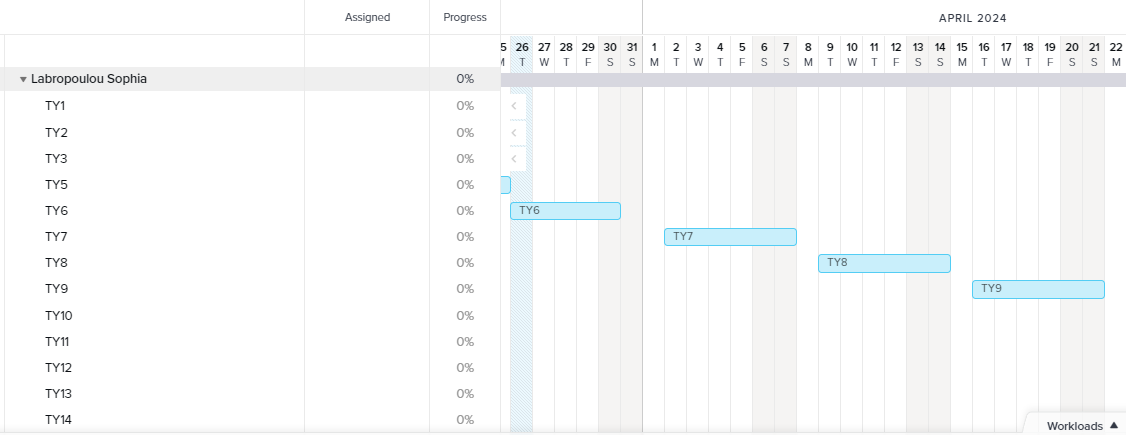 Assigned Progress APRIL 2024
5 26 27 28 29 30 31 1 2 3 4 5 6 7 8 9 10 11 12 13 14 15 16 17 18 19 20 21 22
M T W T F S S M T W T F S S M T W T F S S M T W T F S S M
Labropoulou Sophia 0%
TY1 0%
TY2 0%
TY3 0%
TY5 0%
TY6 0% TY6
TY7 0% TY7
TY8 0% TY8
TY9 0% TY9
TY10 0%
TY11 0%
TY12 0%
TY13 0%
TY14 0%
Workloads